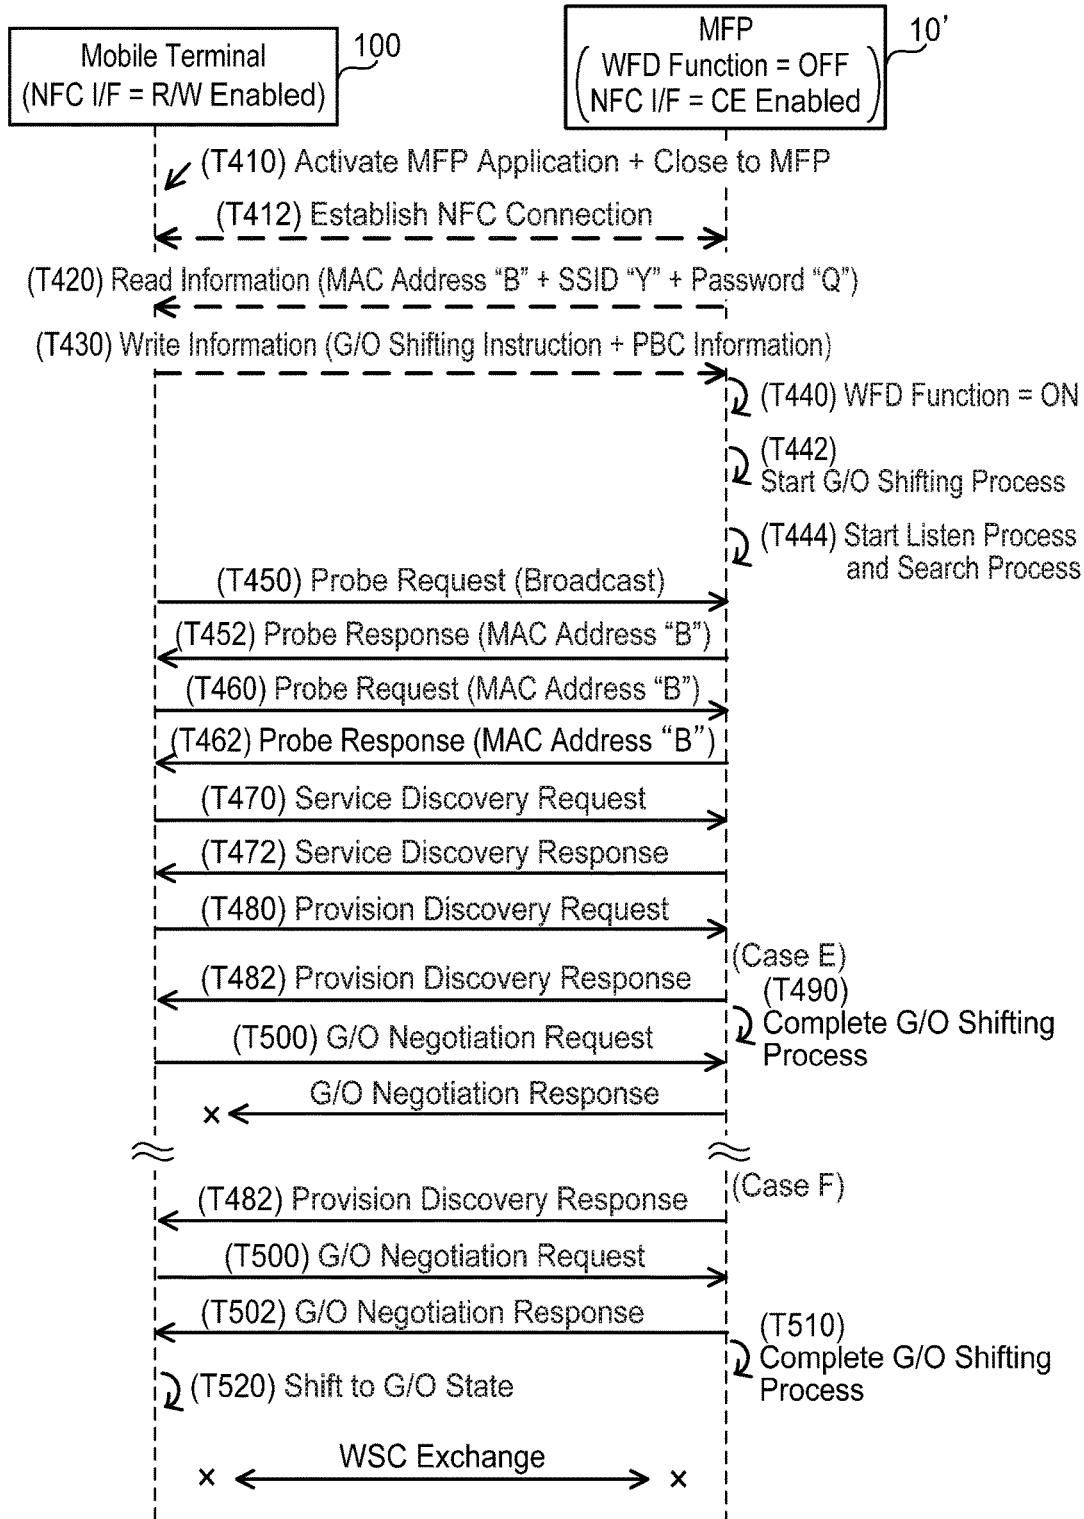 Mobile Terminal
(NFC I/F = R/W Enabled)
100
MFP
(WFD Function = OFF
NFC I/F = CE Enabled)
10’
(T410) Activate MFP Application + Close to MFP
(T412) Establish NFC Connection
(T420) Read Information (MAC Address “B” + SSID “Y” + Password “Q”)
(T430) Write Information (G/O Shifting Instruction + PBC Information)
(T440) WFD Function = ON
(T442)
Start G/O Shifting Process
(T444) Start Listen Process
and Search Process
(T450) Probe Request (Broadcast)
(T452) Probe Response (MAC Address “B”)
(T460) Probe Request (MAC Address “B”)
(T462) Probe Response (MAC Address “B”)
(T470) Service Discovery Request
(T472) Service Discovery Response
(T480) Provision Discovery Request
(Case E)
(T482) Provision Discovery Response
(T490)
Complete G/O Shifting
Process
(T500) G/O Negotiation Request
G/O Negotiation Response
×
(Case F)
(T482) Provision Discovery Response
(T500) G/O Negotiation Request
(T502) G/O Negotiation Response
(T510)
Complete G/O Shifting
Process
(T520) Shift to G/O State
WSC Exchange
× ×